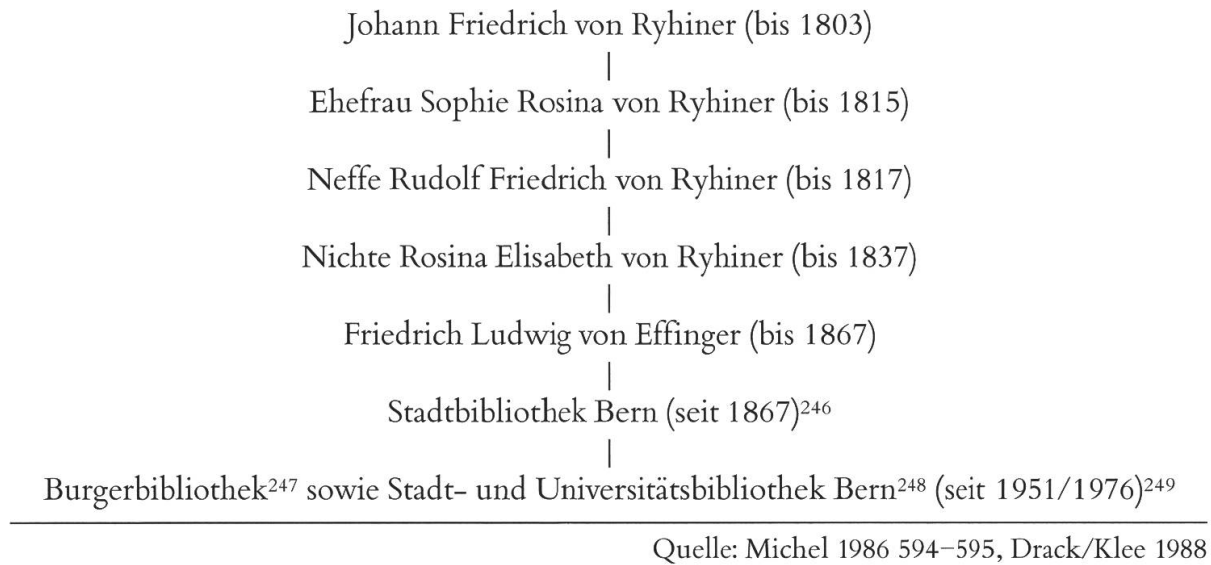 Johann Friedrich von Ryhiner (bis 1803)
Ehefrau Sophie Rosina von Ryhiner (bis 1815)
Neffe Rudolf Friedrich von Ryhiner (bis 1817)
Nichte Rosina Elisabeth von Ryhiner (bis 1837)
Friedrich Ludwig von Effinger (bis 1867)
Stadtbibliothek Bern (seit 1867)²⁴⁶
Burgerbibliothek²⁴⁷ sowie Stadt- und Universitätsbibliothek Bern²⁴⁸ (seit 1951/1976)²⁴⁹
Quelle: Michel 1986 594–595, Drack/Klee 1988